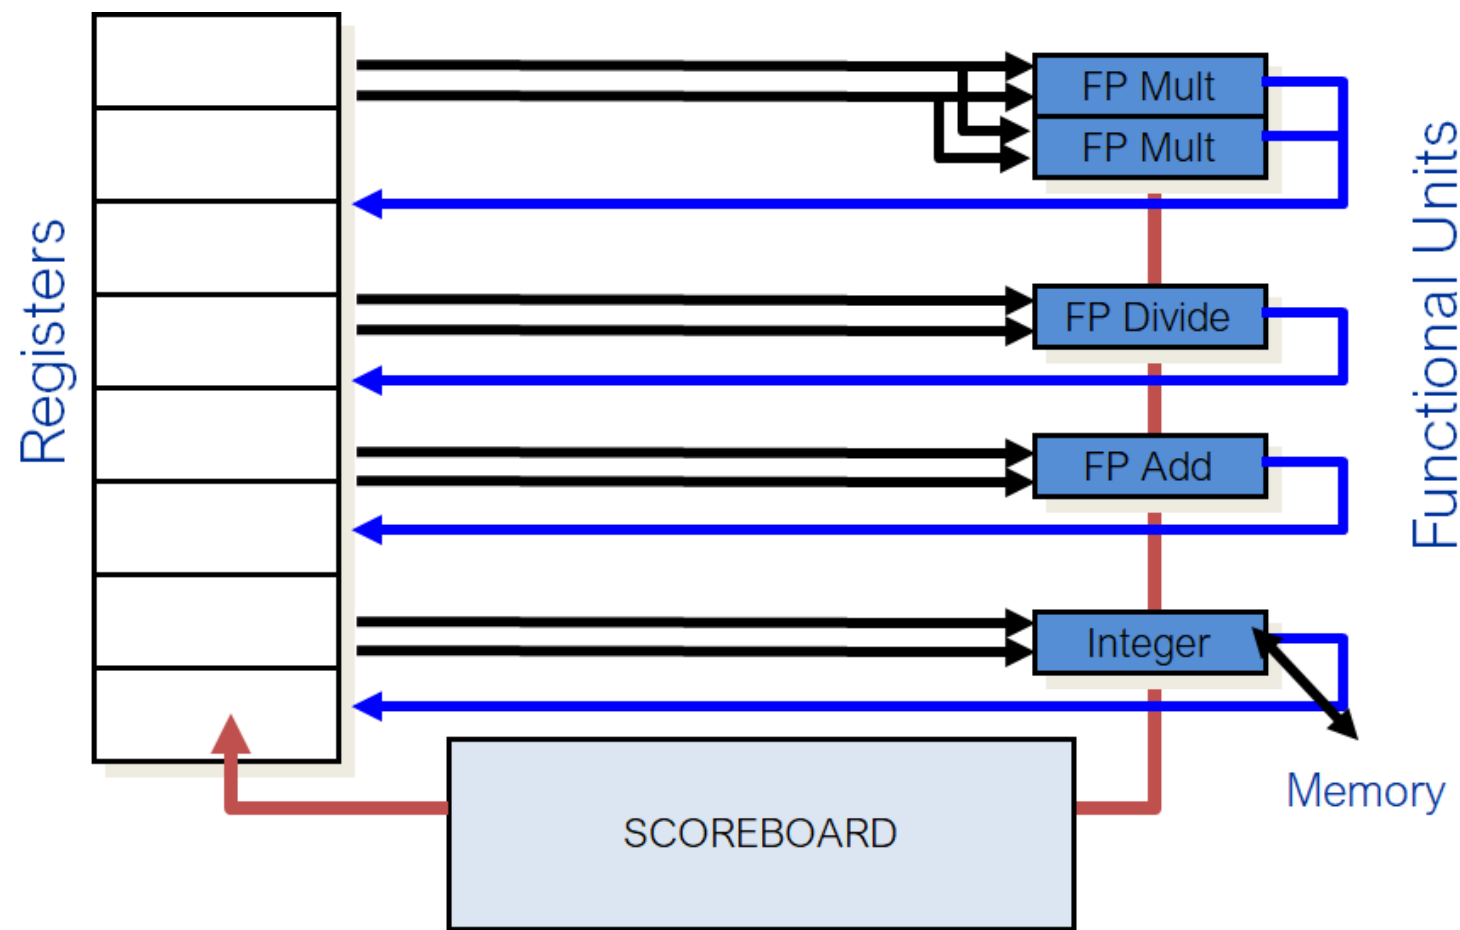 Registers
FP Mult
FP Mult
FP Divide
FP Add
Integer
Functional Units
Memory
SCOREBOARD